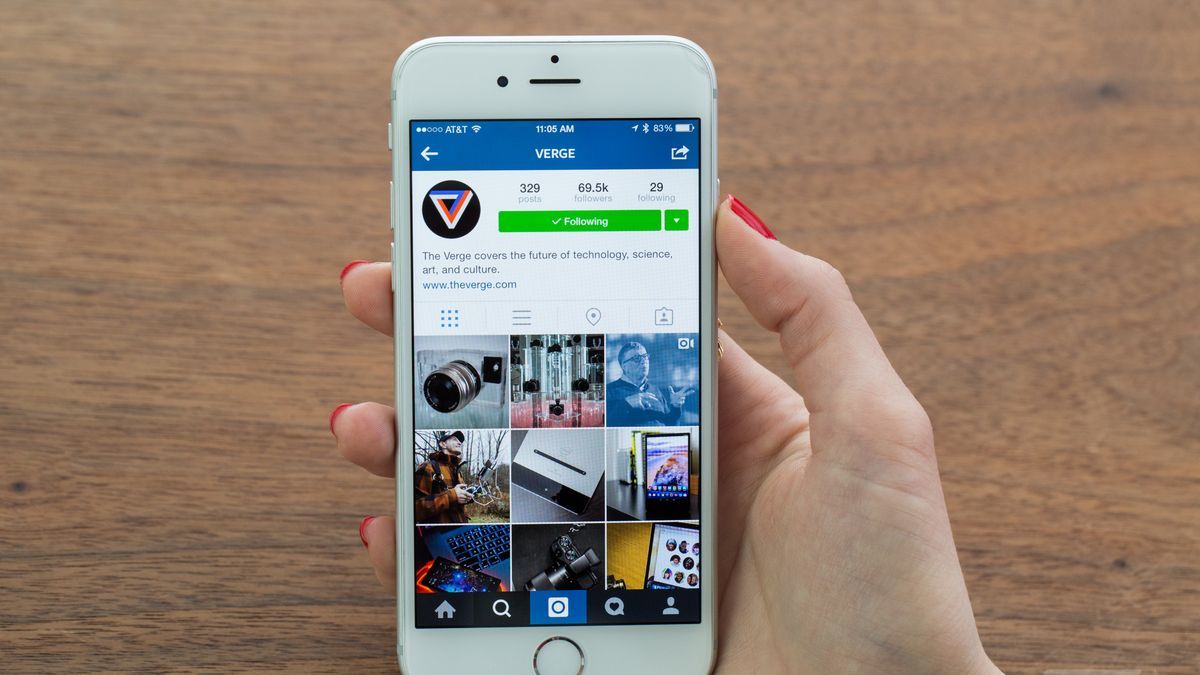 AT&T 11:05 AM 83%
VERGE
329 69.5k 29
posts followers following
Following
The Verge covers the future of technology, science,
art, and culture.
www.theverge.com